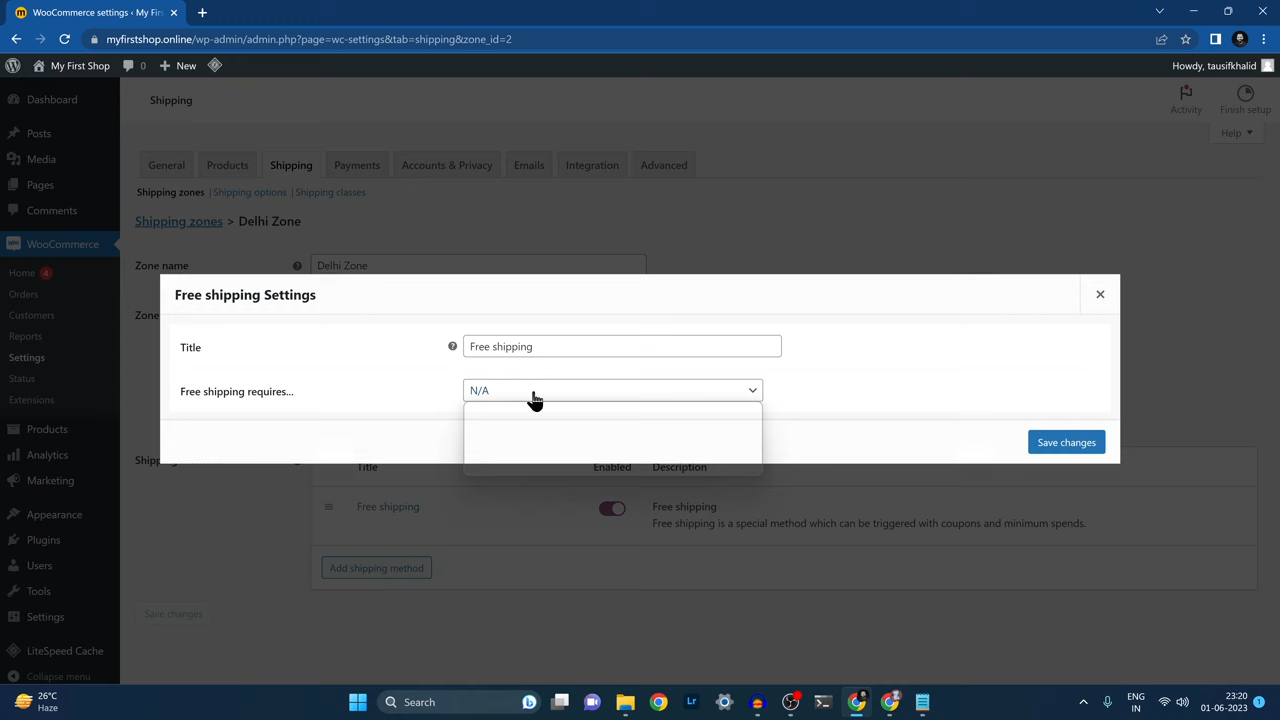 WooCommerce settings ‹ My Firs
myfirstshop.online/wp-admin/admin.php?page=wc-settings&tab=shipping&zone_id=2
My First Shop
0
New
Howdy, tausifkhalid
Dashboard
Posts
Media
Pages
Comments
WooCommerce
Home 4
Orders
Customers
Reports
Settings
Status
Extensions
Products
Analytics
Marketing
Appearance
Plugins
Users
Tools
Settings
LiteSpeed Cache
Collapse menu
Shipping
Activity
Finish setup
Help
General
Products
Shipping
Payments
Accounts & Privacy
Emails
Integration
Advanced
Shipping zones | Shipping options | Shipping classes
Shipping zones > Delhi Zone
Zone name
Delhi Zone
Zone
Free shipping Settings
Title
Free shipping
Free shipping requires...
N/A
Save changes
Title
Enabled
Description
Free shipping
Free shipping
Free shipping is a special method which can be triggered with coupons and minimum spends.
Add shipping method
Save changes
26°C
Haze
Search
Lr
ENG
IN
23:20
01-06-2023
1